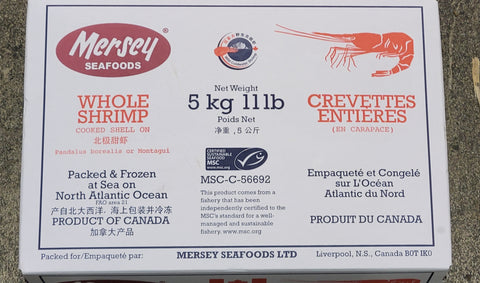 Mersey®
SEAFOODS
WHOLE
SHRIMP
COOKED SHELL ON
北极甜虾
Pandalus borealis or Montagui
Packed & Frozen
at Sea on
North Atlantic Ocean
FAO area 21
产自北大西洋，海上包装并冷冻
PRODUCT OF CANADA
加拿大产品
Net Weight
5 kg 11lb
Poids Net
净重，5 公斤
CERTIFIED
SUSTAINABLE
SEAFOOD
MSC
MSC-C-56692
This product comes from a
fishery that has been
independently certified to the
MSC's standard for a well-
managed and sustainable
fishery. www.msc.org
CREVETTES
ENTIERES
(EN CARAPACE)
Empaqueté et Congelé
sur L'Océan
Atlantic du Nord
PRODUIT DU CANADA
Packed for/Empaqueté par: MERSEY SEAFOODS LTD Liverpool, N.S., Canada B0T IK0